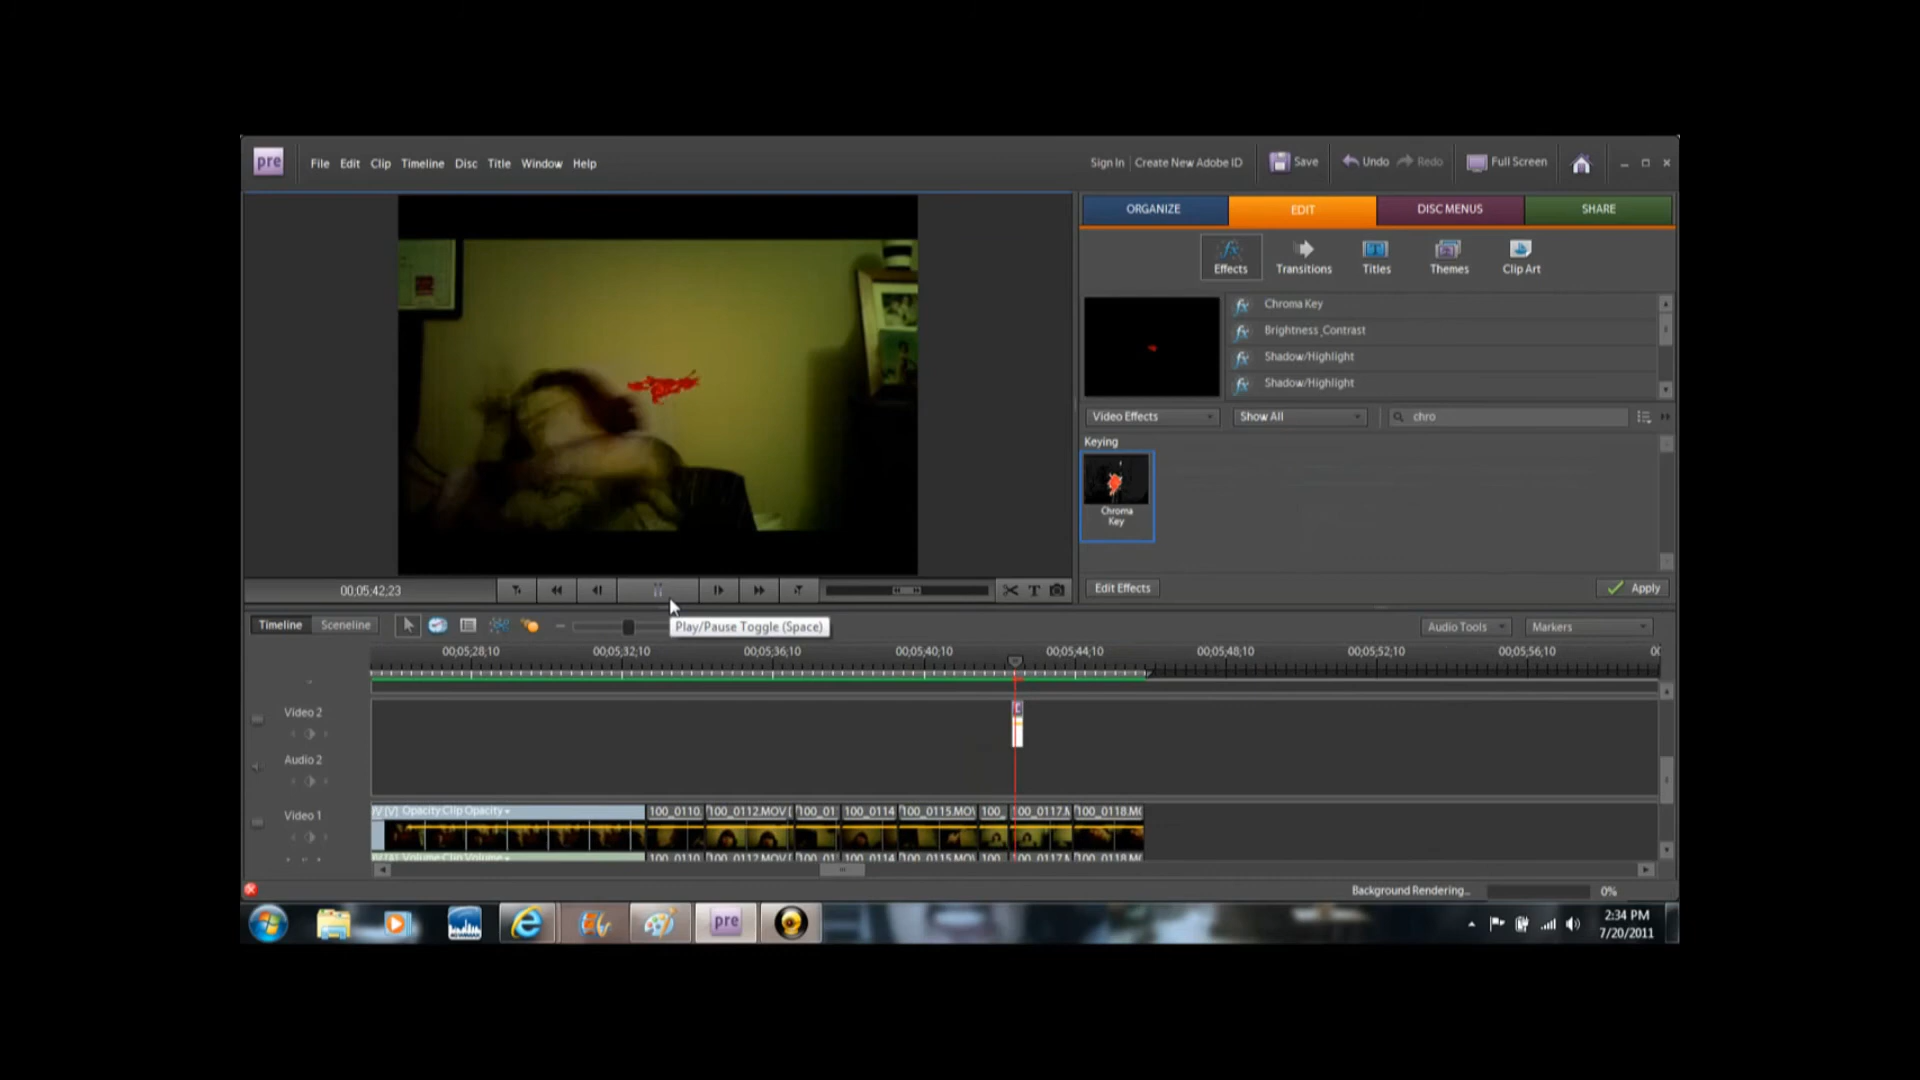 pre File Edit Clip Timeline Disc Title Window Help Sign In Create New Adobe ID Save Undo Redo Full Screen
ORGANIZE EDIT DISC MENUS SHARE
Effects Transitions Titles Themes Clip Art
Chroma Key
Brightness_Contrast
Shadow/Highlight
Shadow/Highlight
Video Effects Show All chro
Keying
Chroma
Key
00;05;42;23 Edit Effects Apply
Timeline Sceneline Play/Pause Toggle (Space) Audio Tools Markers
00;05;28;10 00;05;32;10 00;05;36;10 00;05;40;10 00;05;44;10 00;05;48;10 00;05;52;10 00;05;56;10 00
Video 2
Audio 2
Video 1 [V] Opacity:Clip Opacity 100_0110. 100_0112.MOV [ 100_01 100_0114 100_0115.MOV 100_ 100_0117.M 100_0118.M
Volume:Clip Volume 100_0110 100_0112.MOV [ 100_01 100_0114 100_0115.MOV 100 100_0117.M 100_0118.M
Background Rendering... 0%
pre 2:34 PM
7/20/2011